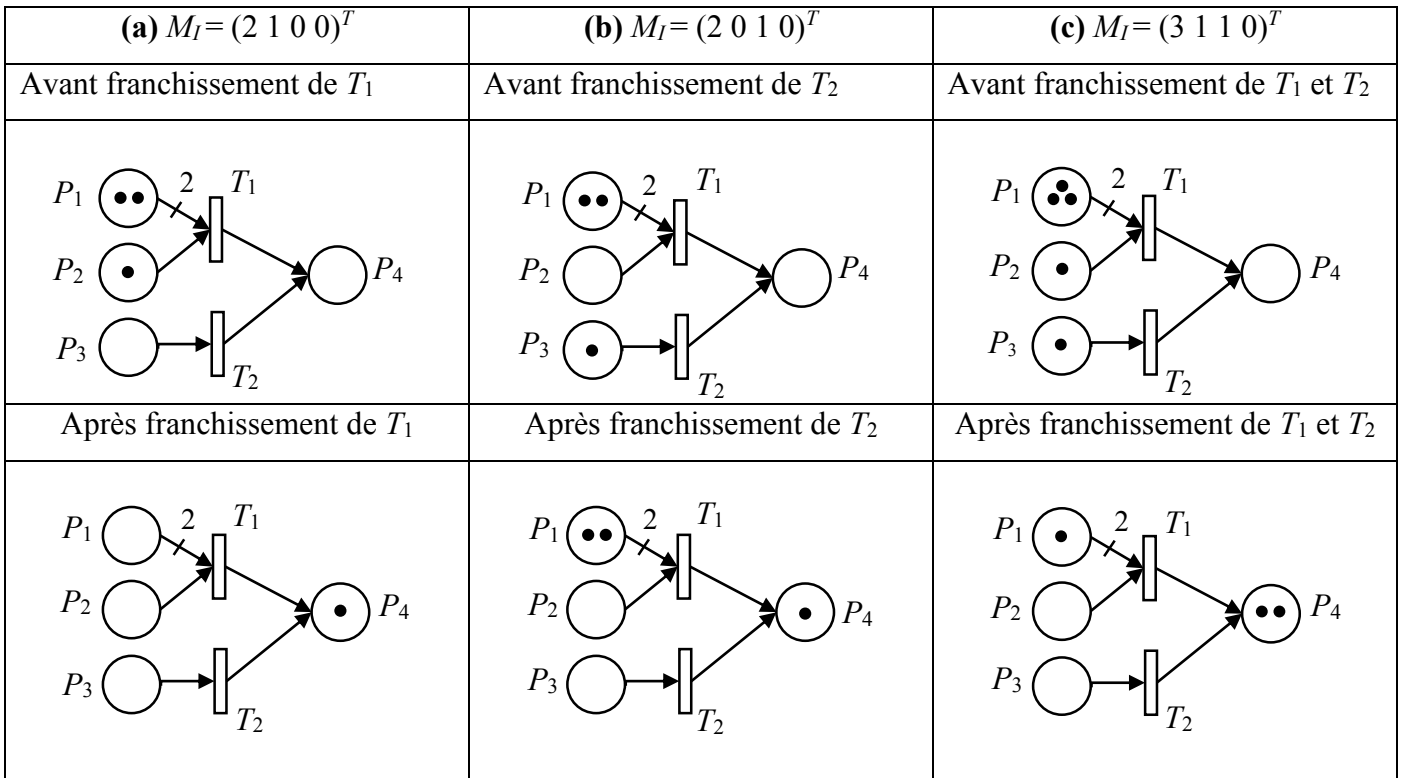 (a) M_I = (2 1 0 0)^T
(b) M_I = (2 0 1 0)^T
(c) M_I = (3 1 1 0)^T
Avant franchissement de T₁
Avant franchissement de T₂
Avant franchissement de T₁ et T₂
P₁ 2 T₁
P₂ P₄
P₃
T₂
P₁ 2 T₁
P₂ P₄
P₃
T₂
P₁ 2 T₁
P₂ P₄
P₃
T₂
Après franchissement de T₁
Après franchissement de T₂
Après franchissement de T₁ et T₂
P₁ 2 T₁
P₂ P₄
P₃
T₂
P₁ 2 T₁
P₂ P₄
P₃
T₂
P₁ 2 T₁
P₂ P₄
P₃
T₂